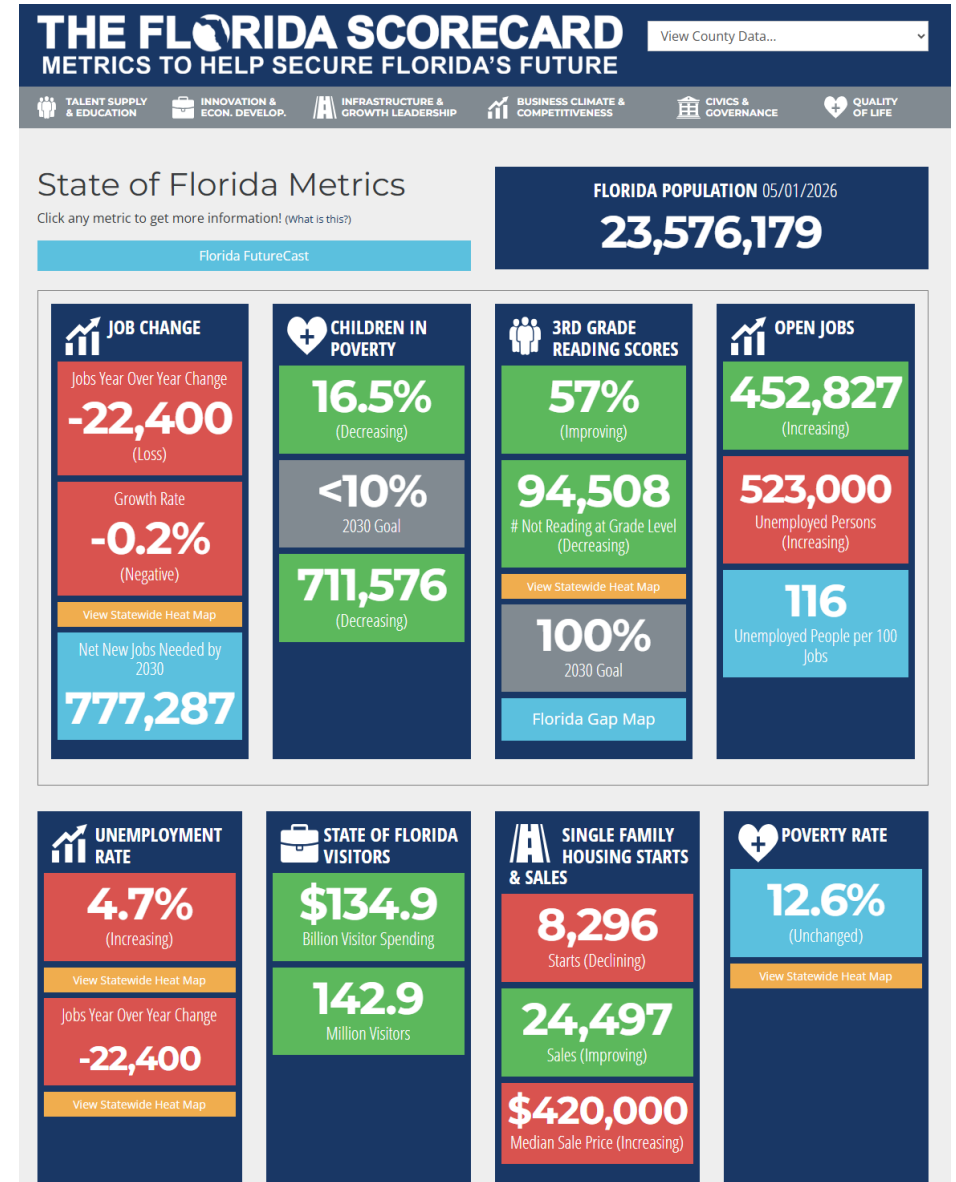 THE FLORIDA SCORECARD
METRICS TO HELP SECURE FLORIDA'S FUTURE
View County Data...
TALENT SUPPLY
& EDUCATION
INNOVATION &
ECON. DEVELOP.
INFRASTRUCTURE &
GROWTH LEADERSHIP
BUSINESS CLIMATE &
COMPETITIVENESS
CIVICS &
GOVERNANCE
QUALITY
OF LIFE
State of Florida Metrics
Click any metric to get more information! (What is this?)
Florida FutureCast
FLORIDA POPULATION 05/01/2026
23,576,179
JOB CHANGE
Jobs Year Over Year Change
-22,400
(Loss)
Growth Rate
-0.2%
(Negative)
View Statewide Heat Map
Net New Jobs Needed by
2030
777,287
CHILDREN IN
POVERTY
16.5%
(Decreasing)
<10%
2030 Goal
711,576
(Decreasing)
3RD GRADE
READING SCORES
57%
(Improving)
94,508
# Not Reading at Grade Level
(Decreasing)
View Statewide Heat Map
100%
2030 Goal
Florida Gap Map
OPEN JOBS
452,827
(Increasing)
523,000
Unemployed Persons
(Increasing)
116
Unemployed People per 100
Jobs
UNEMPLOYMENT
RATE
4.7%
(Increasing)
View Statewide Heat Map
Jobs Year Over Year Change
-22,400
View Statewide Heat Map
STATE OF FLORIDA
VISITORS
$134.9
Billion Visitor Spending
142.9
Million Visitors
SINGLE FAMILY
HOUSING STARTS
& SALES
8,296
Starts (Declining)
24,497
Sales (Improving)
$420,000
Median Sale Price (Increasing)
POVERTY RATE
12.6%
(Unchanged)
View Statewide Heat Map